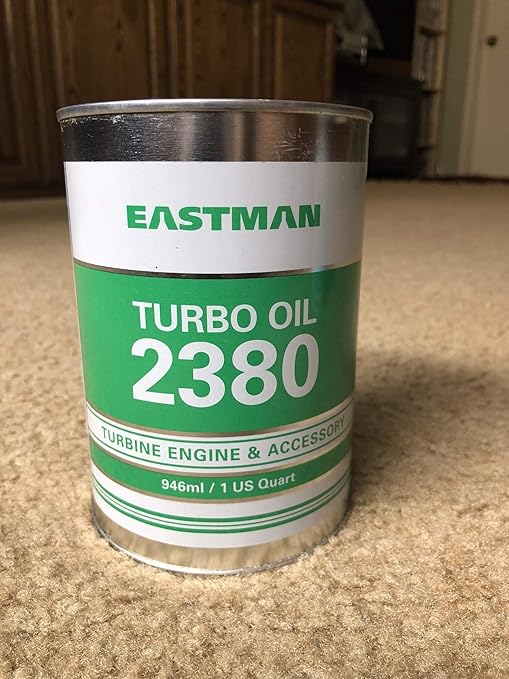 EASTMAN
TURBO OIL
2380
TURBINE ENGINE & ACCESSORY
946ml / 1 US Quart